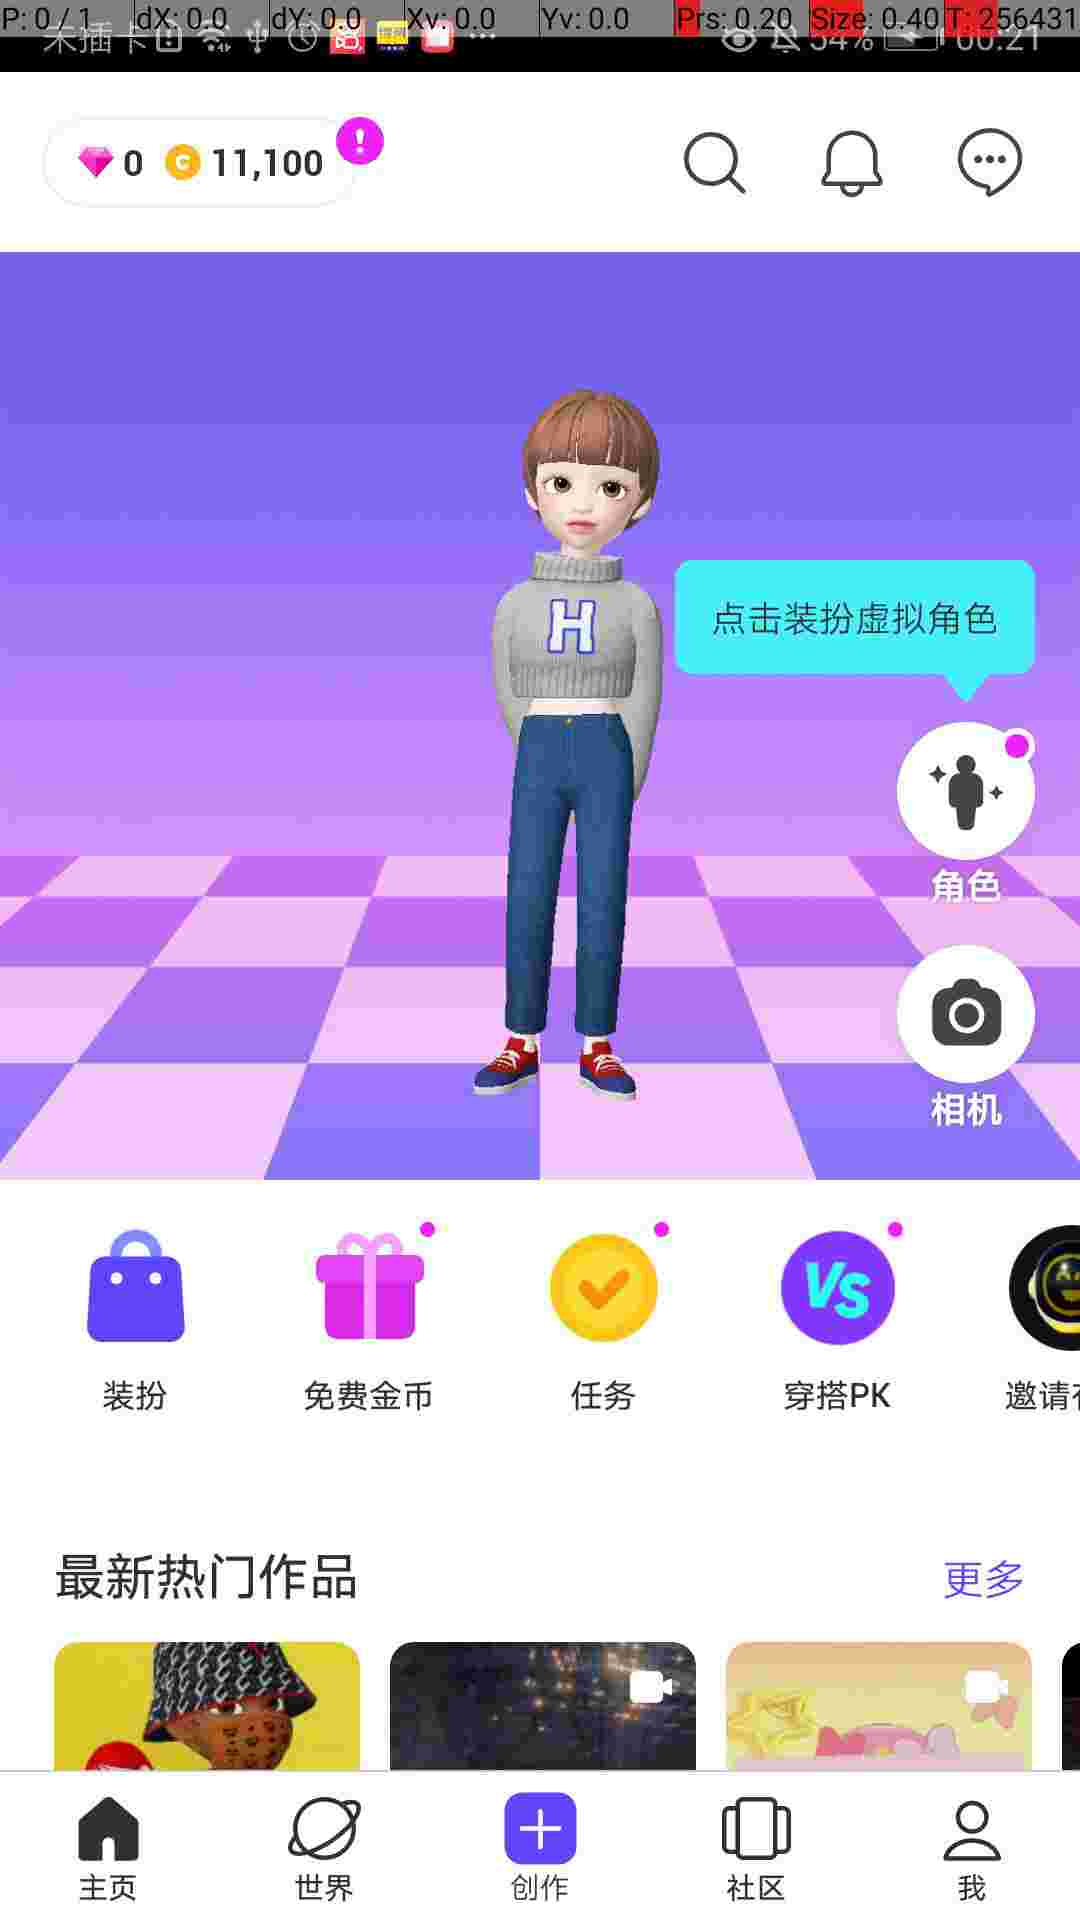 P: 0 / 1 dX: 0.0 dY: 0.0 Xv: 0.0 Yv: 0.0 Prs: 0.20 Size: 0.40 T: 256431
未插卡 54% 00:21
0 C 11,100
H
点击装扮虚拟角色
角色
相机
VS
装扮 免费金币 任务 穿搭PK 邀请
最新热门作品 更多
主页 世界 创作 社区 我